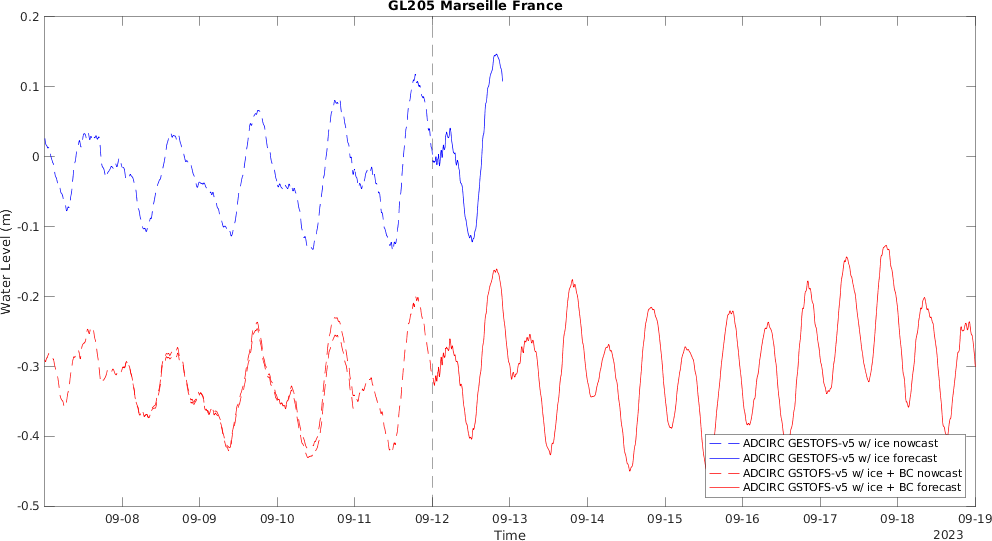 GL205 Marseille France
0.2
0.1
0
-0.1
-0.2
-0.3
-0.4
-0.5
Water Level (m)
ADCIRC GESTOFS-v5 w/ ice nowcast
ADCIRC GESTOFS-v5 w/ ice forecast
ADCIRC GSTOFS-v5 w/ ice + BC nowcast
ADCIRC GSTOFS-v5 w/ ice + BC forecast
09-08 09-09 09-10 09-11 09-12 09-13 09-14 09-15 09-16 09-17 09-18 09-19
Time
2023